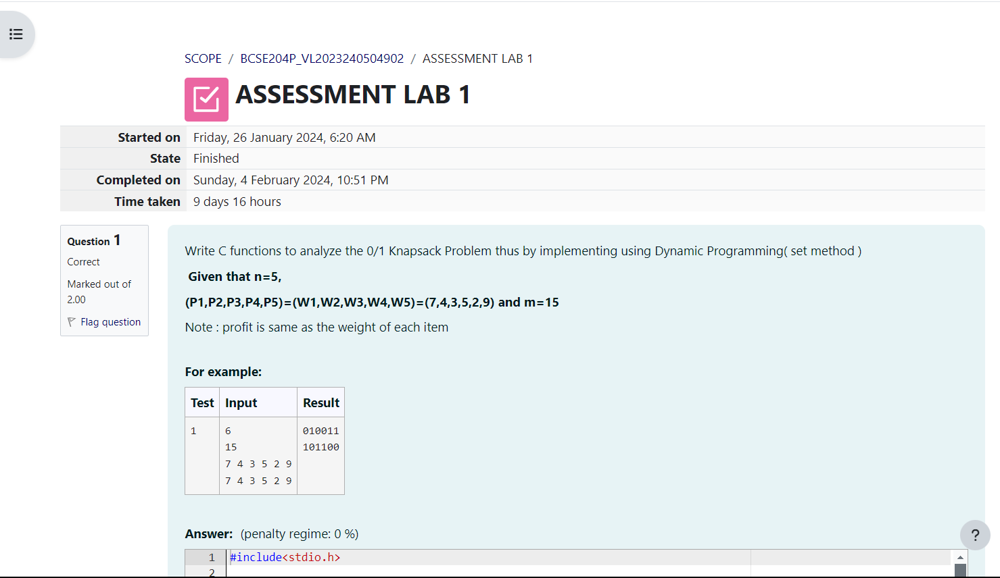 SCOPE / BCSE204P_VL2023240504902 / ASSESSMENT LAB 1
ASSESSMENT LAB 1
Started on Friday, 26 January 2024, 6:20 AM
State Finished
Completed on Sunday, 4 February 2024, 10:51 PM
Time taken 9 days 16 hours
Question 1
Correct
Marked out of
2.00
Flag question
Write C functions to analyze the 0/1 Knapsack Problem thus by implementing using Dynamic Programming( set method )
Given that n=5,
(P1,P2,P3,P4,P5)=(W1,W2,W3,W4,W5)=(7,4,3,5,2,9) and m=15
Note : profit is same as the weight of each item
For example:
Test Input Result
1 6 010011
15 101100
7 4 3 5 2 9
7 4 3 5 2 9
Answer: (penalty regime: 0 %)
?
1 #include<stdio.h>
2